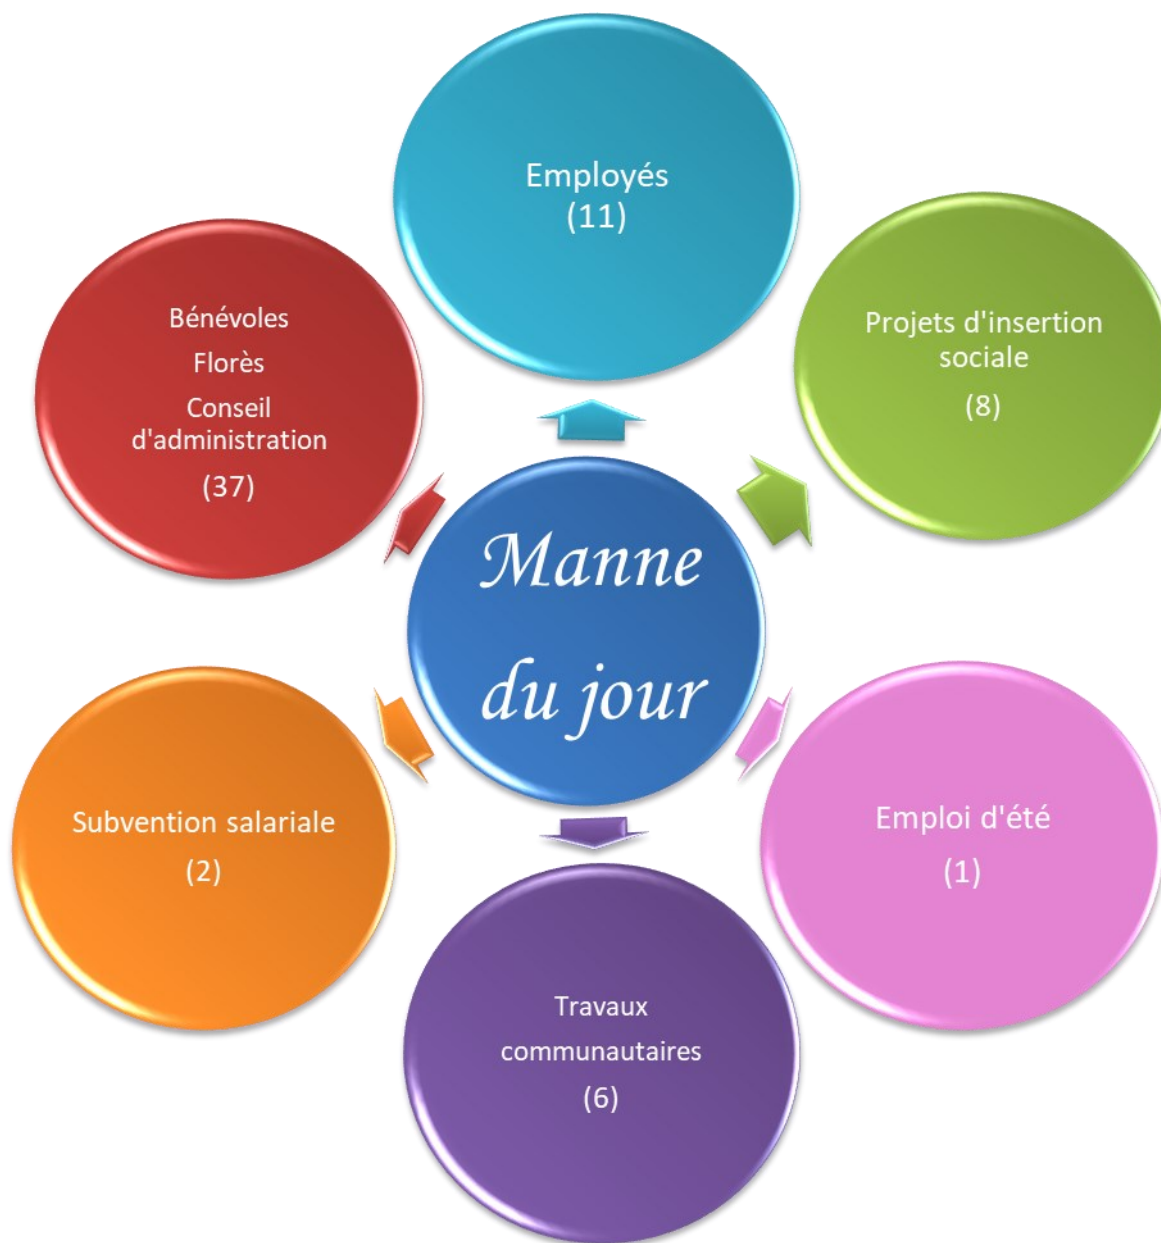 Employés
(11)
Projets d'insertion
sociale
(8)
Bénévoles
Florès
Conseil
d'administration
(37)
Manne
du jour
Subvention salariale
(2)
Emploi d'été
(1)
Travaux
communautaires
(6)